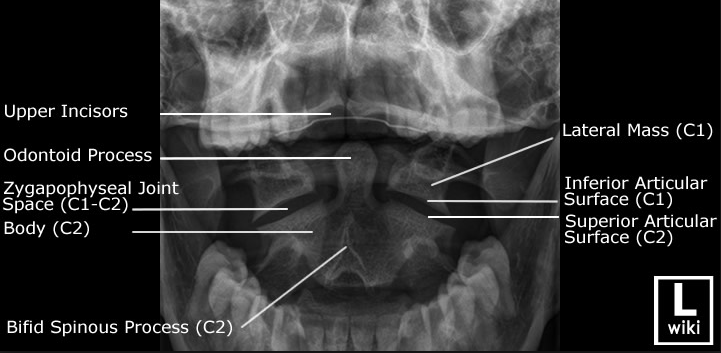 Upper Incisors
Odontoid Process
Zygapophyseal Joint
Space (C1-C2)
Body (C2)
Bifid Spinous Process (C2)
Lateral Mass (C1)
Inferior Articular
Surface (C1)
Superior Articular
Surface (C2)
L
wiki